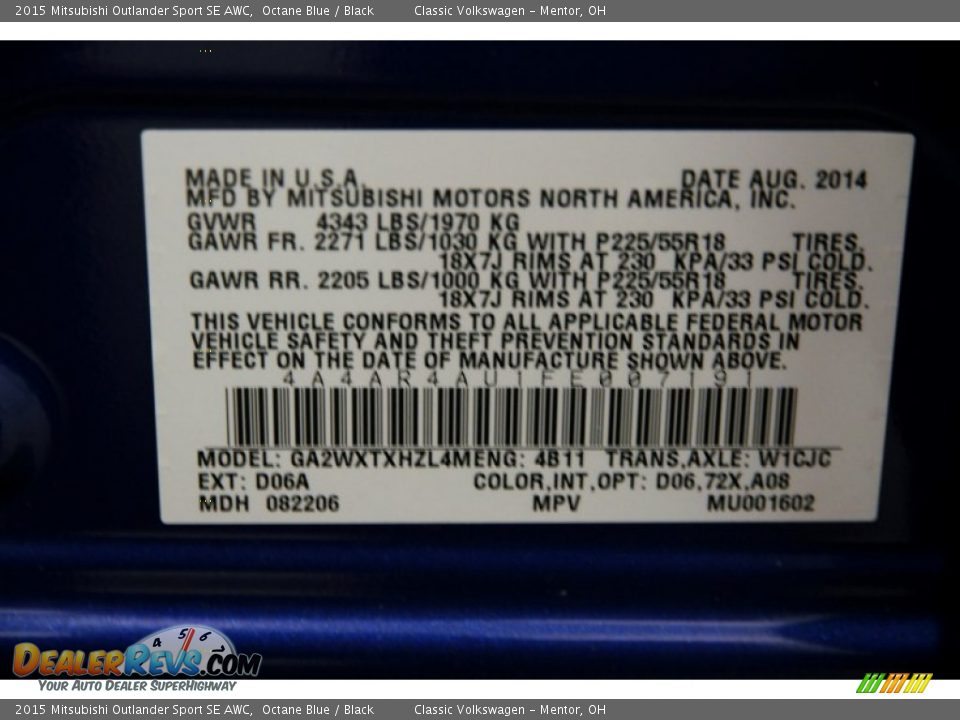 2015 Mitsubishi Outlander Sport SE AWC, Octane Blue / Black Classic Volkswagen - Mentor, OH
MADE IN U.S.A. DATE AUG. 2014
MFD BY MITSUBISHI MOTORS NORTH AMERICA, INC.
GVWR 4343 LBS/1970 KG
GAWR FR. 2271 LBS/1030 KG WITH P225/55R18 TIRES,
18X7J RIMS AT 230 KPA/33 PSI COLD.
GAWR RR. 2205 LBS/1000 KG WITH P225/55R18 TIRES,
18X7J RIMS AT 230 KPA/33 PSI COLD.
THIS VEHICLE CONFORMS TO ALL APPLICABLE FEDERAL MOTOR
VEHICLE SAFETY AND THEFT PREVENTION STANDARDS IN
EFFECT ON THE DATE OF MANUFACTURE SHOWN ABOVE.
4A4AR4AU1FE007191
MODEL: GA2WXTXHZL4M ENG: 4B11 TRANS,AXLE: W1CJC
EXT: D06A COLOR,INT,OPT: D06,72X,A08
MDH 082206 MPV MU001602
4 5 6
DEALERREVS.COM
YOUR AUTO DEALER SUPERHIGHWAY
2015 Mitsubishi Outlander Sport SE AWC, Octane Blue / Black Classic Volkswagen - Mentor, OH